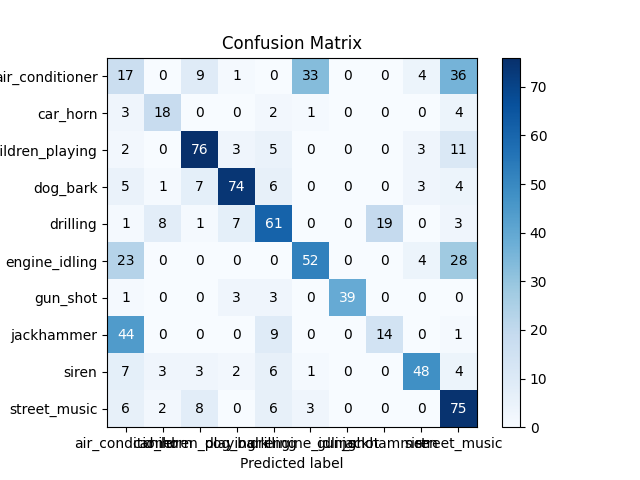 Confusion Matrix
air_conditioner 17 0 9 1 0 33 0 0 4 36
car_horn 3 18 0 0 2 1 0 0 0 4
ildren_playing 2 0 76 3 5 0 0 0 3 11
dog_bark 5 1 7 74 6 0 0 0 3 4
drilling 1 8 1 7 61 0 0 19 0 3
engine_idling 23 0 0 0 0 52 0 0 4 28
gun_shot 1 0 0 3 3 0 39 0 0 0
jackhammer 44 0 0 0 9 0 0 14 0 1
siren 7 3 3 2 6 1 0 0 48 4
street_music 6 2 8 0 6 3 0 0 0 75
street_music
Predicted label
70
60
50
40
30
20
10
0